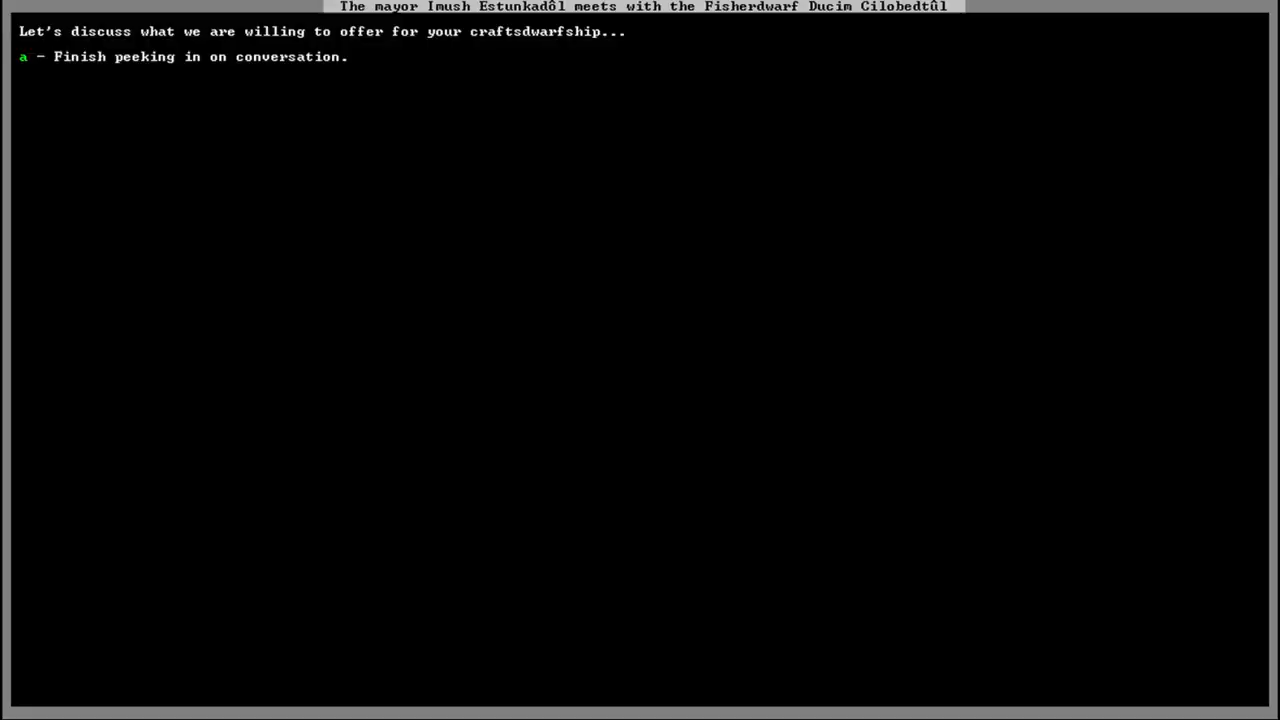 The mayor Imush Estunkadôl meets with the Fisherdwarf Ducim Cilobedtûl
Let's discuss what we are willing to offer for your craftsdwarfship...
a - Finish peeking in on conversation.